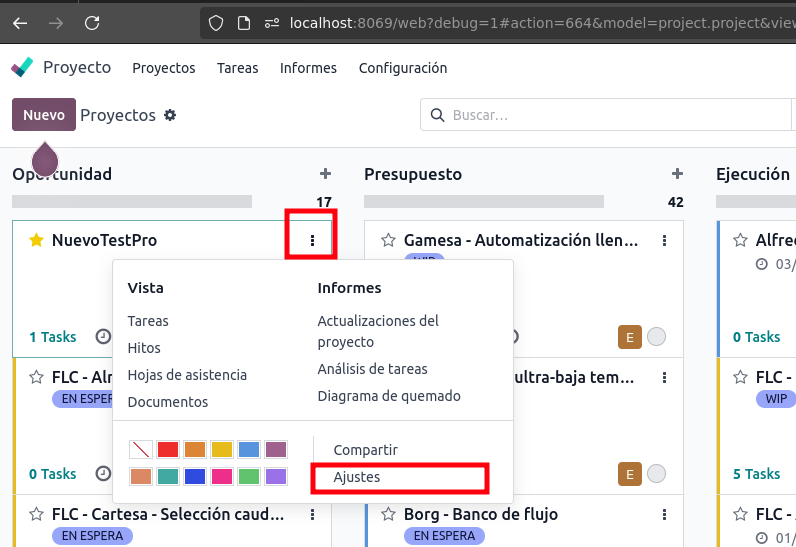 localhost:8069/web?debug=1#action=664&model=project.project&view
Proyecto Proyectos Tareas Informes Configuración
Nuevo Proyectos Buscar...
Oportunidad
17
NuevoTestPro
1 Tasks
Vista
Tareas
Hitos
Hojas de asistencia
Documentos
Informes
Actualizaciones del
proyecto
Análisis de tareas
Diagrama de quemado
Compartir
Ajustes
FLC -
EN ESPERA
0 Tasks
FLC - Cartesa - Selección caud...
EN ESPERA
Presupuesto
42
Gamesa - Automatización llen...
WIP
E
ultra-baja tem...
E
Borg - Banco de flujo
EN ESPERA
Ejecución
Alfred
03/
0 Tasks
FLC -
WIP
5 Tasks
FLC -
01/